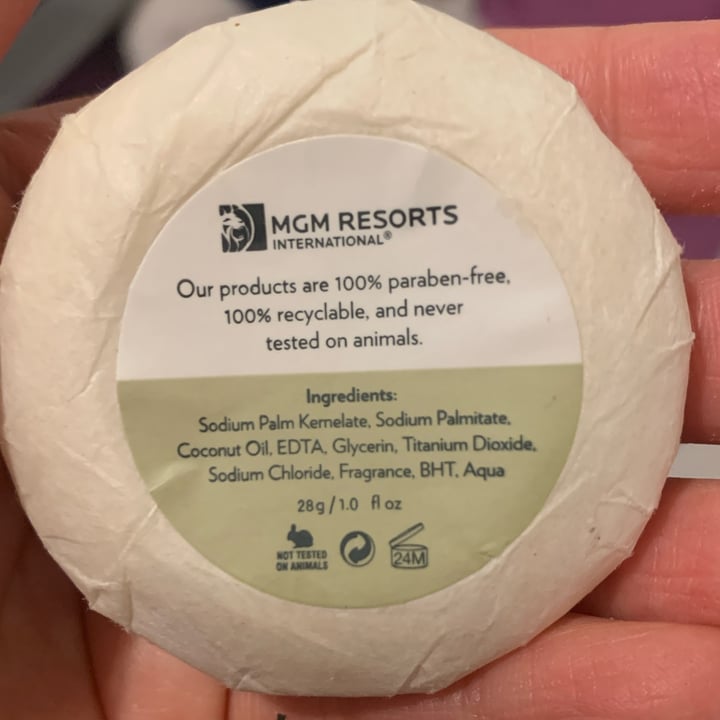 MGM RESORTS
INTERNATIONAL®
Our products are 100% paraben-free,
100% recyclable, and never
tested on animals.
Ingredients:
Sodium Palm Kernelate, Sodium Palmitate,
Coconut Oil, EDTA, Glycerin, Titanium Dioxide,
Sodium Chloride, Fragrance, BHT, Aqua
28g / 1.0 fl oz
NOT TESTED
ON ANIMALS
24M